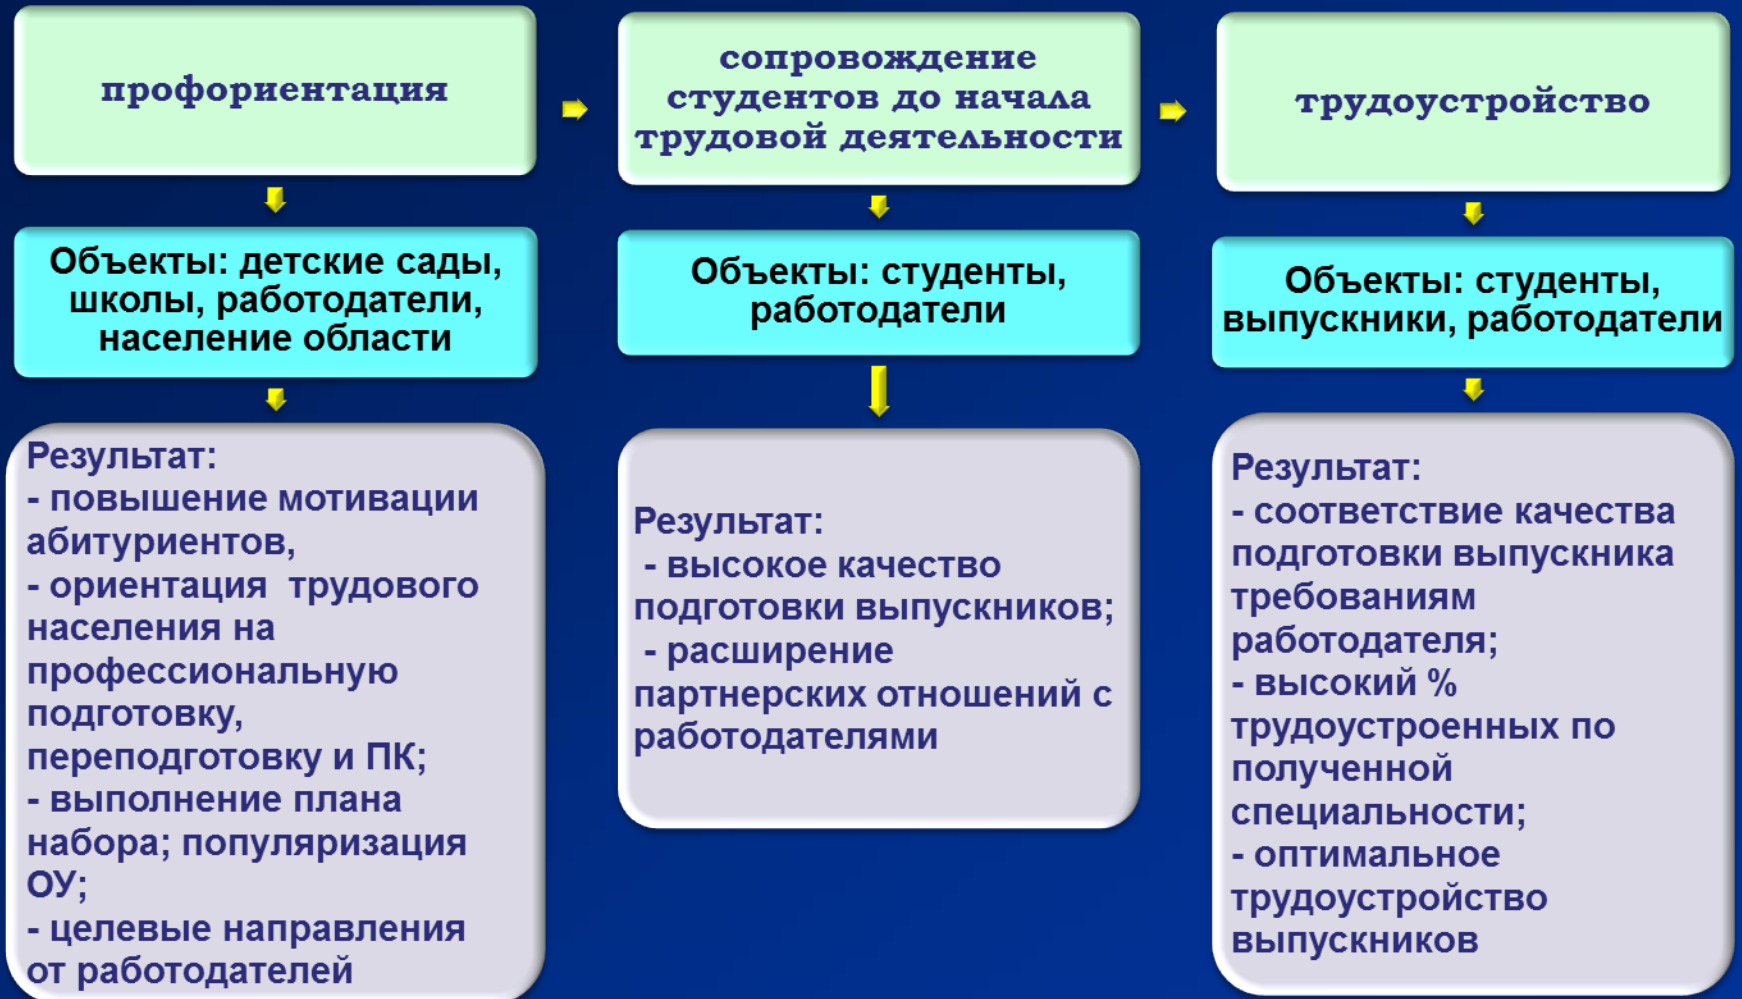 профориентация
сопровождение
студентов до начала
трудовой деятельности
трудоустройство
Объекты: детские сады,
школы, работодатели,
население области
Объекты: студенты,
работодатели
Объекты: студенты,
выпускники, работодатели
Результат:
- повышение мотивации
абитуриентов,
- ориентация трудового
населения на
профессиональную
подготовку,
переподготовку и ПК;
- выполнение плана
набора; популяризация
ОУ;
- целевые направления
от работодателей
Результат:
- высокое качество
подготовки выпускников;
- расширение
партнерских отношений с
работодателями
Результат:
- соответствие качества
подготовки выпускника
требованиям
работодателя;
- высокий %
трудоустроенных по
полученной
специальности;
- оптимальное
трудоустройство
выпускников